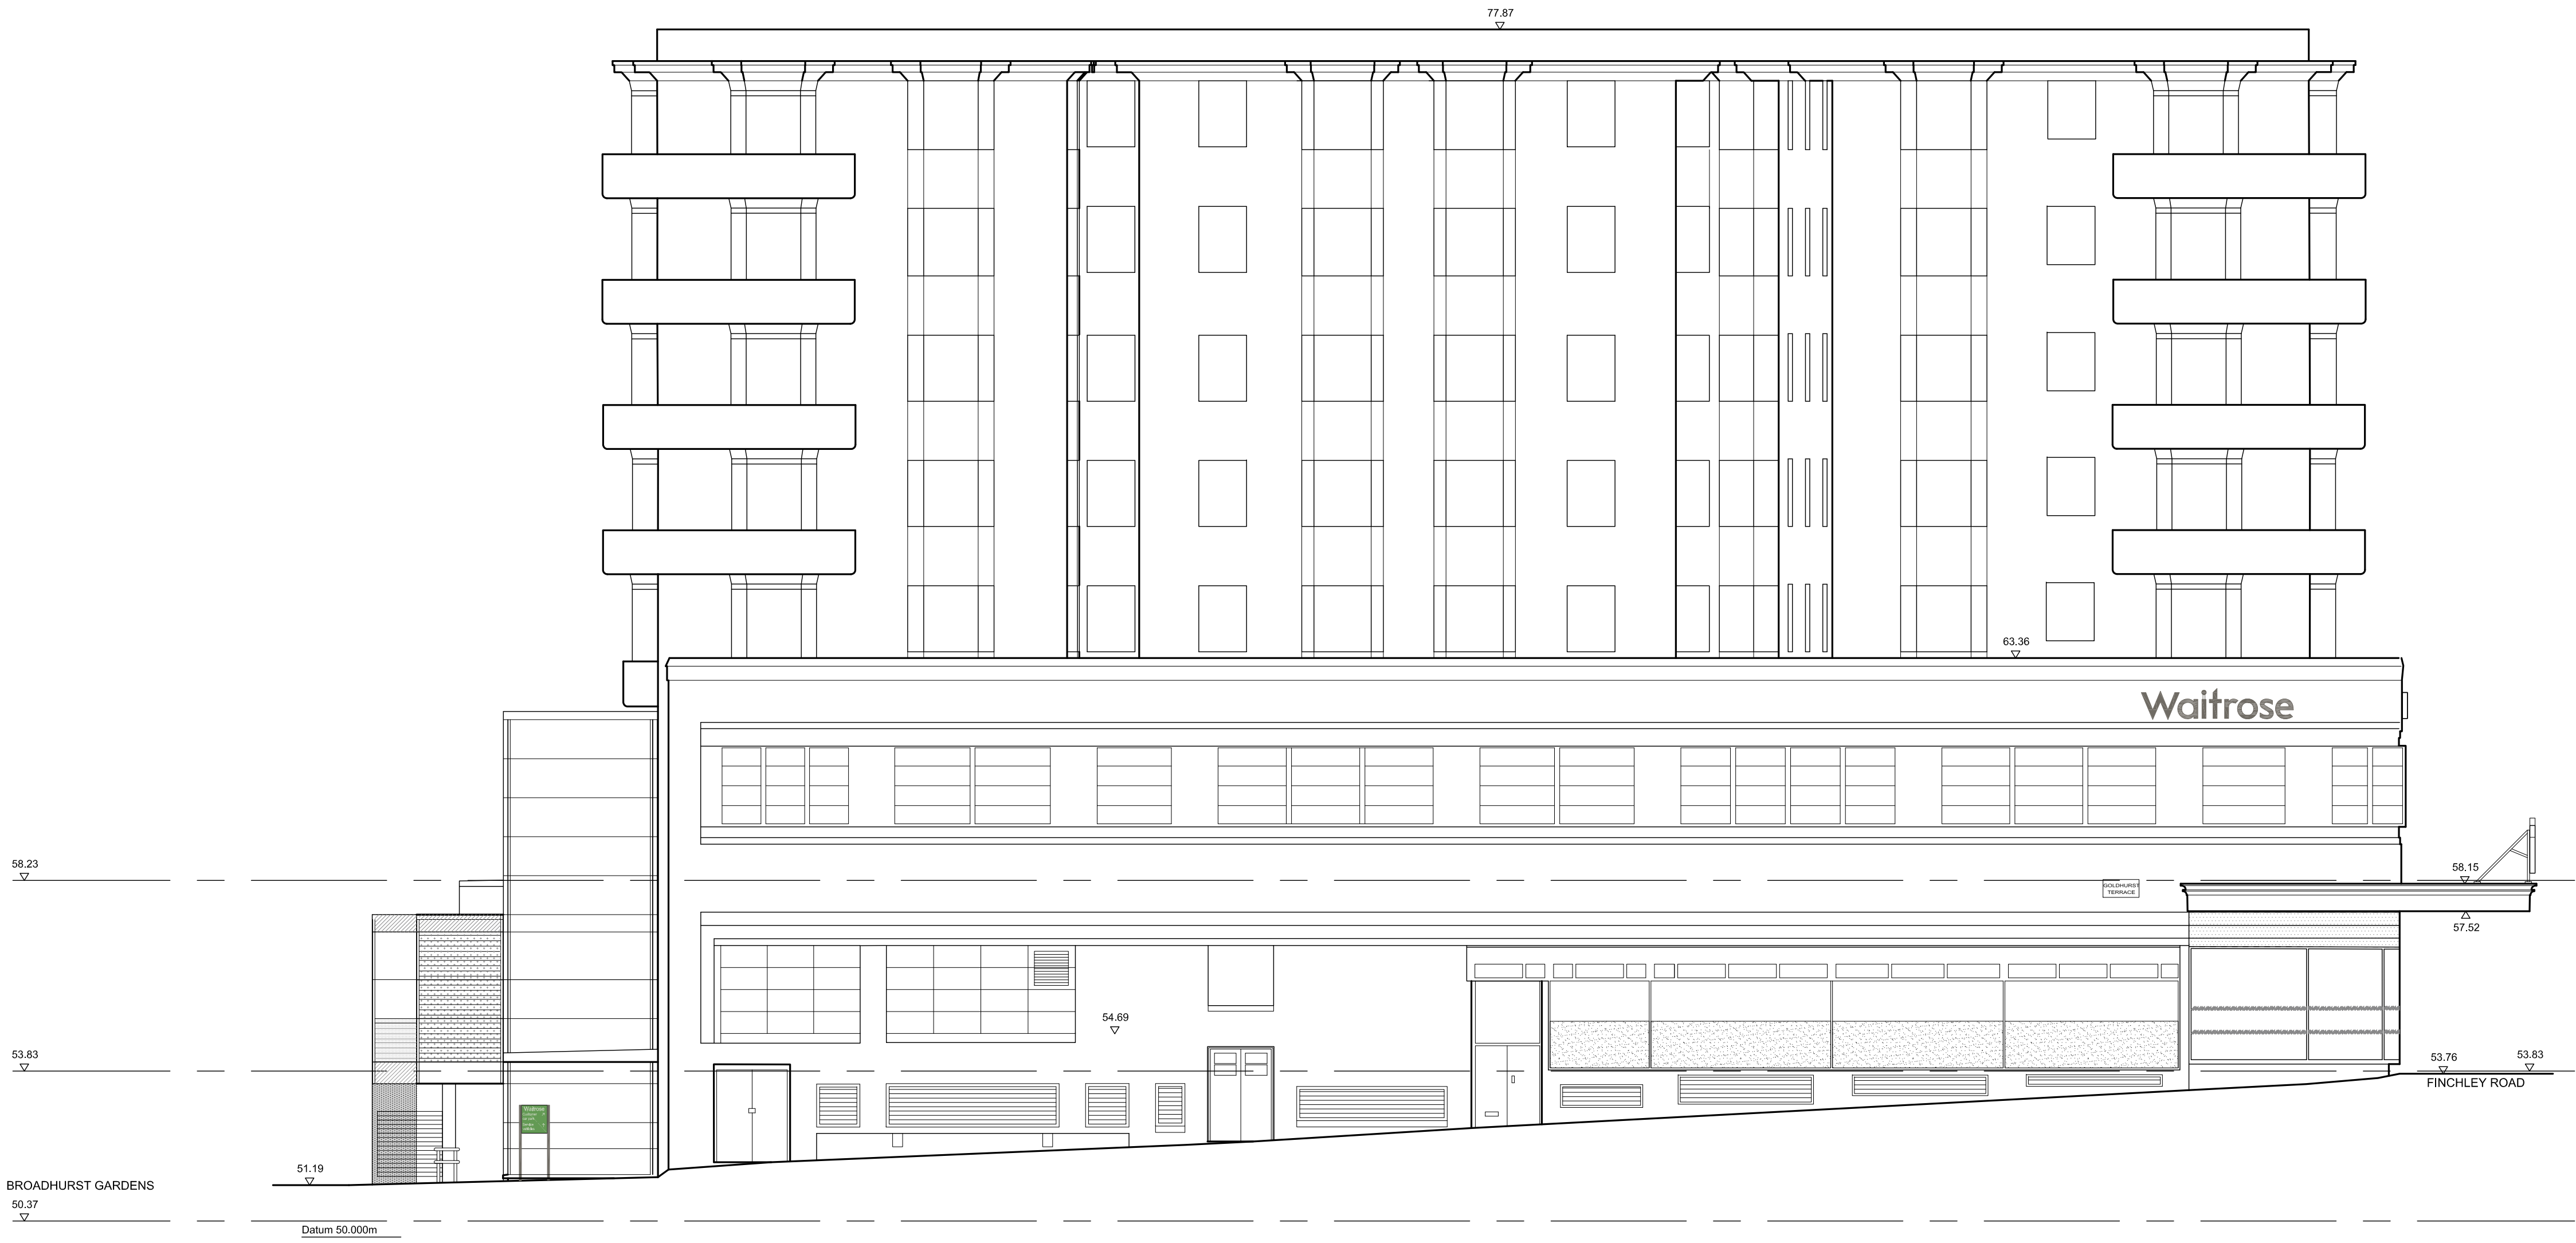 77.87
63.36
Waitrose
58.23
58.15
GOLDHURST
TERRACE
57.52
54.69
53.83
53.76
53.83
FINCHLEY ROAD
Waitrose
51.19
BROADHURST GARDENS
50.37
Datum 50.000m